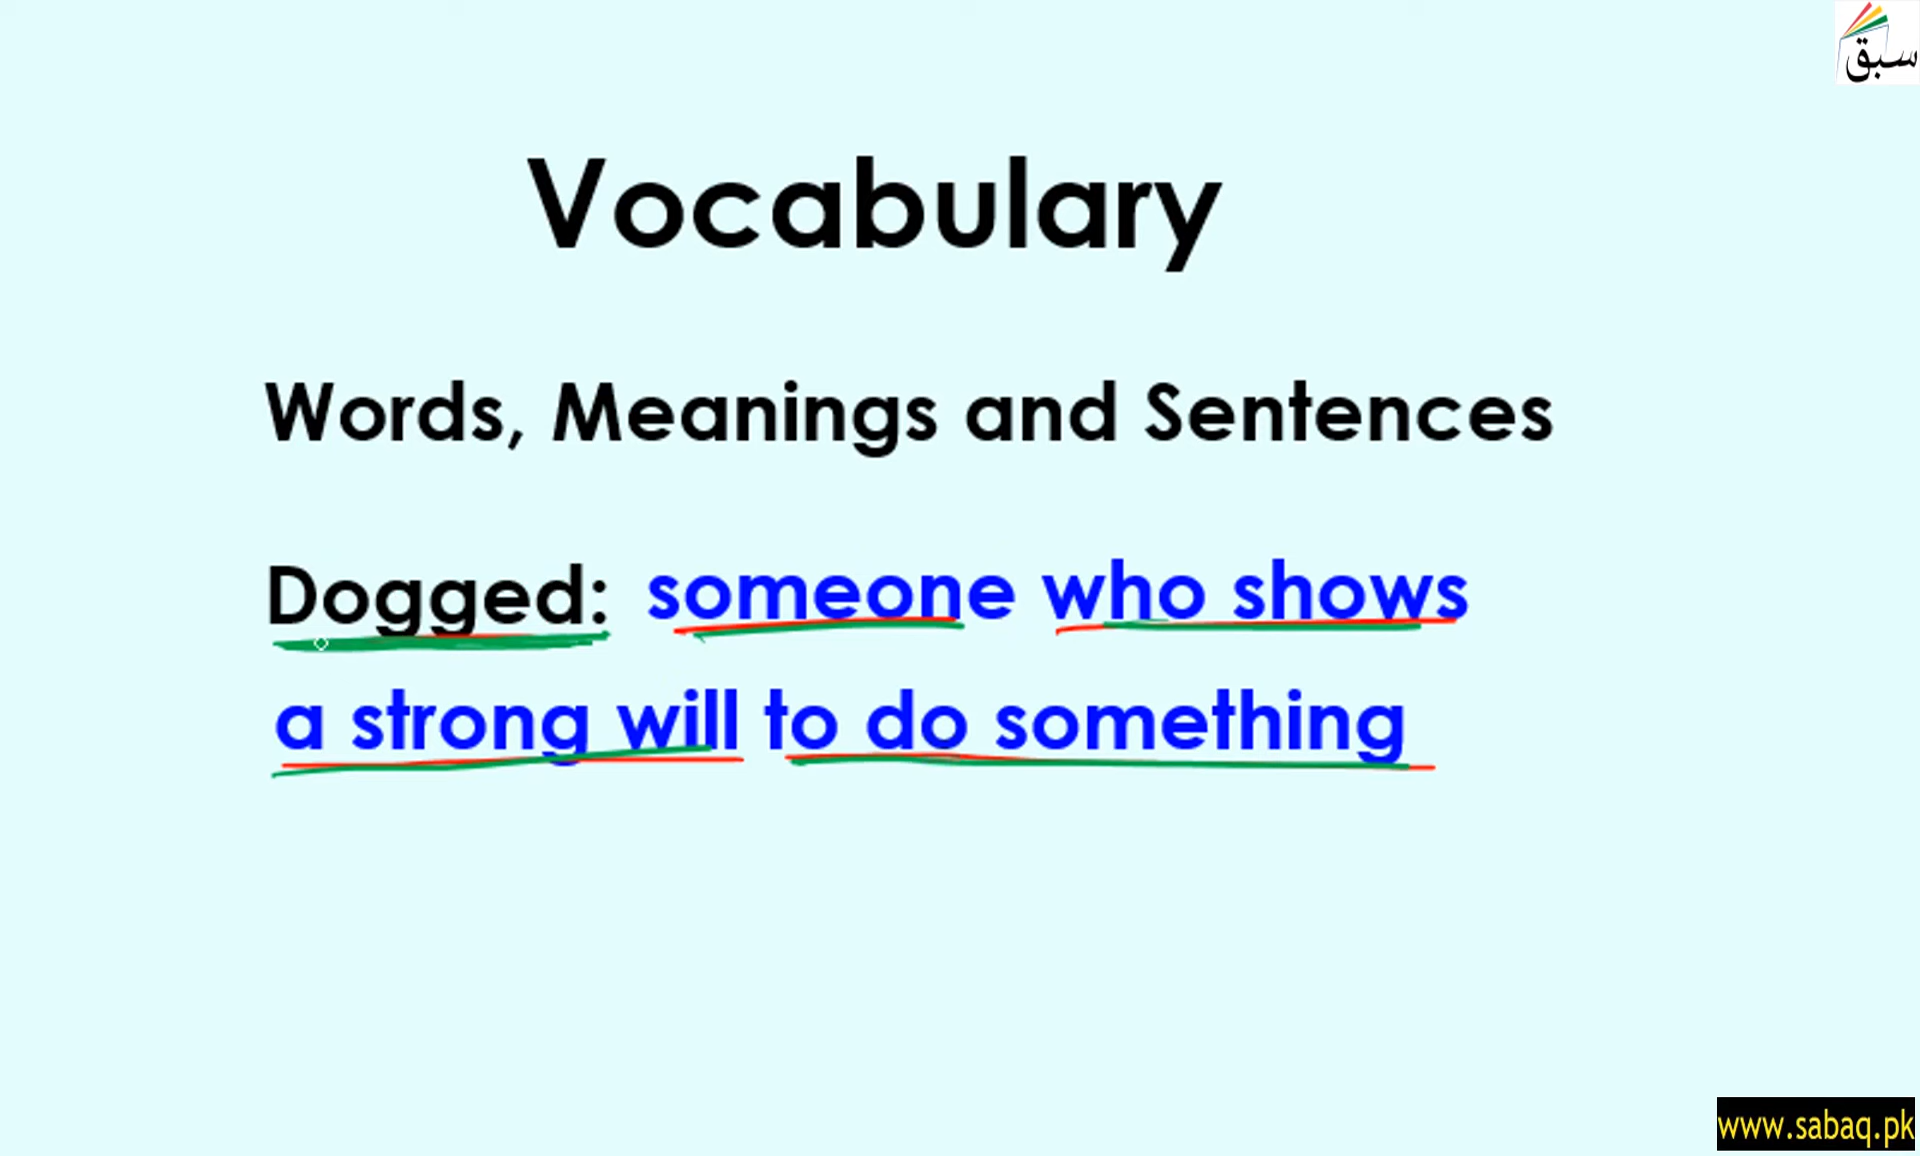 سبق
Vocabulary
Words, Meanings and Sentences
Dogged: someone who shows
a strong will to do something
www.sabaq.pk